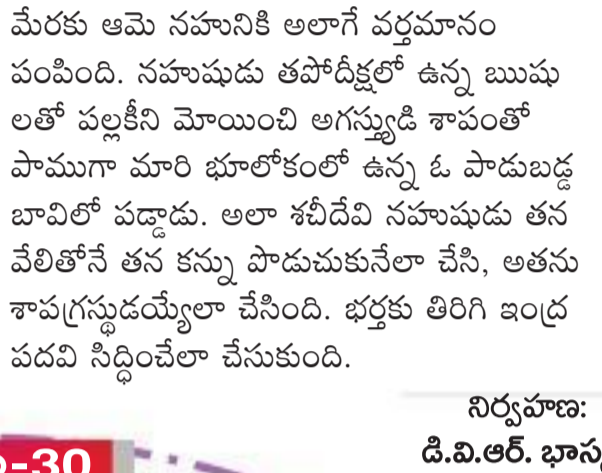 మేరకు ఆమె నహునికి అలాగే వర్తమానం
పంపింది. నహుషుడు తపోదీక్షలో ఉన్న ఋషు
లతో పల్లకీని మోయించి అగస్త్యుడి శాపంతో
పాముగా మారి భూలోకంలో ఉన్న ఓ పాడుబడ్డ
బావిలో పడ్డాడు. అలా శచీదేవి నహుషుడు తన
వేలితోనే తన కన్ను పొడుచుకునేలా చేసి, అతను
శాపగ్రస్థుడయ్యేలా చేసింది. భర్తకు తిరిగి ఇంద్ర
పదవి సిద్ధించేలా చేసుకుంది.
నిర్వహణ:
డి.వి.ఆర్. భాస
-30